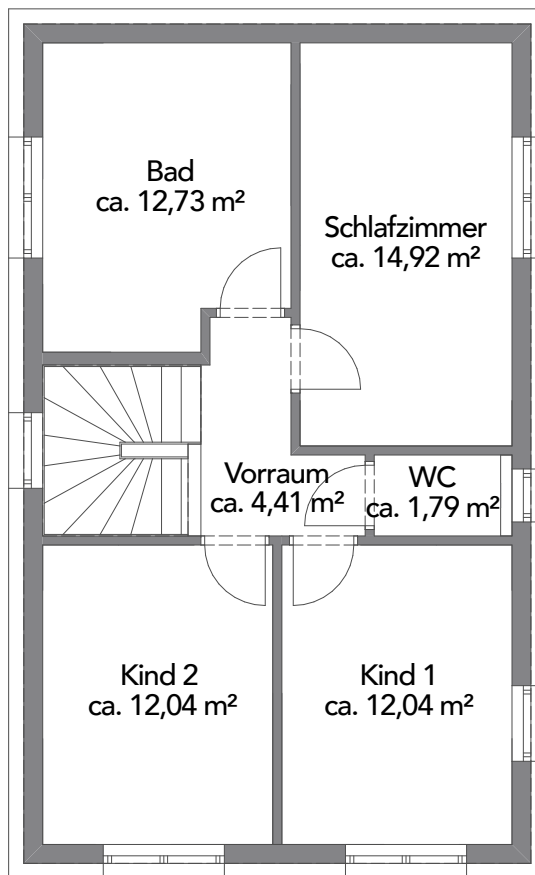 Bad
ca. 12,73 m²
Schlafzimmer
ca. 14,92 m²
Vorraum
ca. 4,41 m²
WC
ca. 1,79 m²
Kind 2
ca. 12,04 m²
Kind 1
ca. 12,04 m²